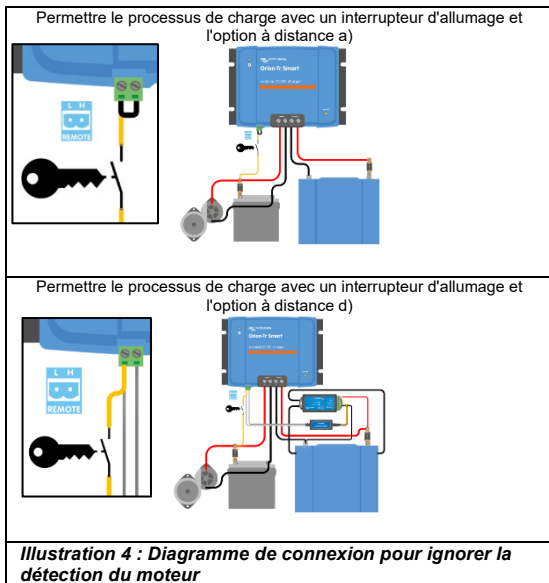 Permettre le processus de charge avec un interrupteur d'allumage et
l'option à distance a)
L H
REMOTE
Orion-Tr Smart
Permettre le processus de charge avec un interrupteur d'allumage et
l'option à distance d)
L H
REMOTE
Orion-Tr Smart
Illustration 4 : Diagramme de connexion pour ignorer la
détection du moteur